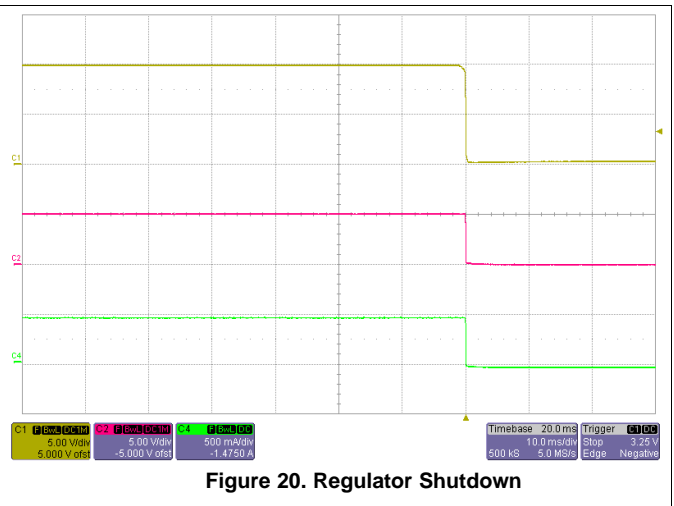 C1
C2
C4
C1 F BwL DC1M
5.00 V/div
5.000 V ofst
C2 F BwL DC1M
5.00 V/div
-5.000 V ofst
C4 F BwL DC
500 mA/div
-1.4750 A
Timebase 20.0 ms
10.0 ms/div
500 kS 5.0 MS/s
Trigger C1 DC
Stop 3.25 V
Edge Negative
Figure 20. Regulator Shutdown